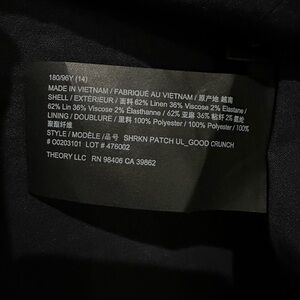 180/96Y (14)
MADE IN VIETNAM / FABRIQUÉ AU VIETNAM / 原产地 越南
SHELL / EXTÉRIEUR / 面料 62% Linen 36% Viscose 2% Elastane /
62% Lin 36% Viscose 2% Élasthanne / 62% 亚麻 36% 粘纤 2% 氨纶
LINING / DOUBLURE / 里料 100% Polyester / 100% Polyester / 100%
聚酯纤维
STYLE / MODÈLE /品号 SHRKN PATCH UL_GOOD CRUNCH
# O0203101 LOT # 476002
THEORY LLC RN 98406 CA 39862